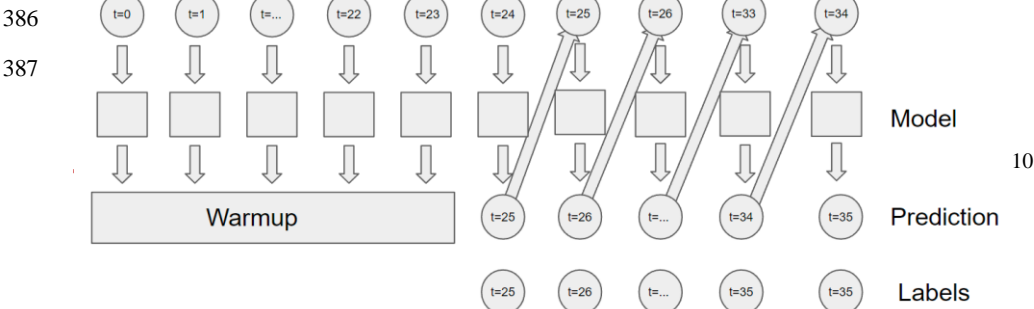 386 t=0 t=1 t=... t=22 t=23 t=24 t=25 t=26 t=33 t=34
387
Model
10
Warmup t=25 t=26 t=... t=34 t=35 Prediction
t=25 t=26 t=... t=35 t=35 Labels